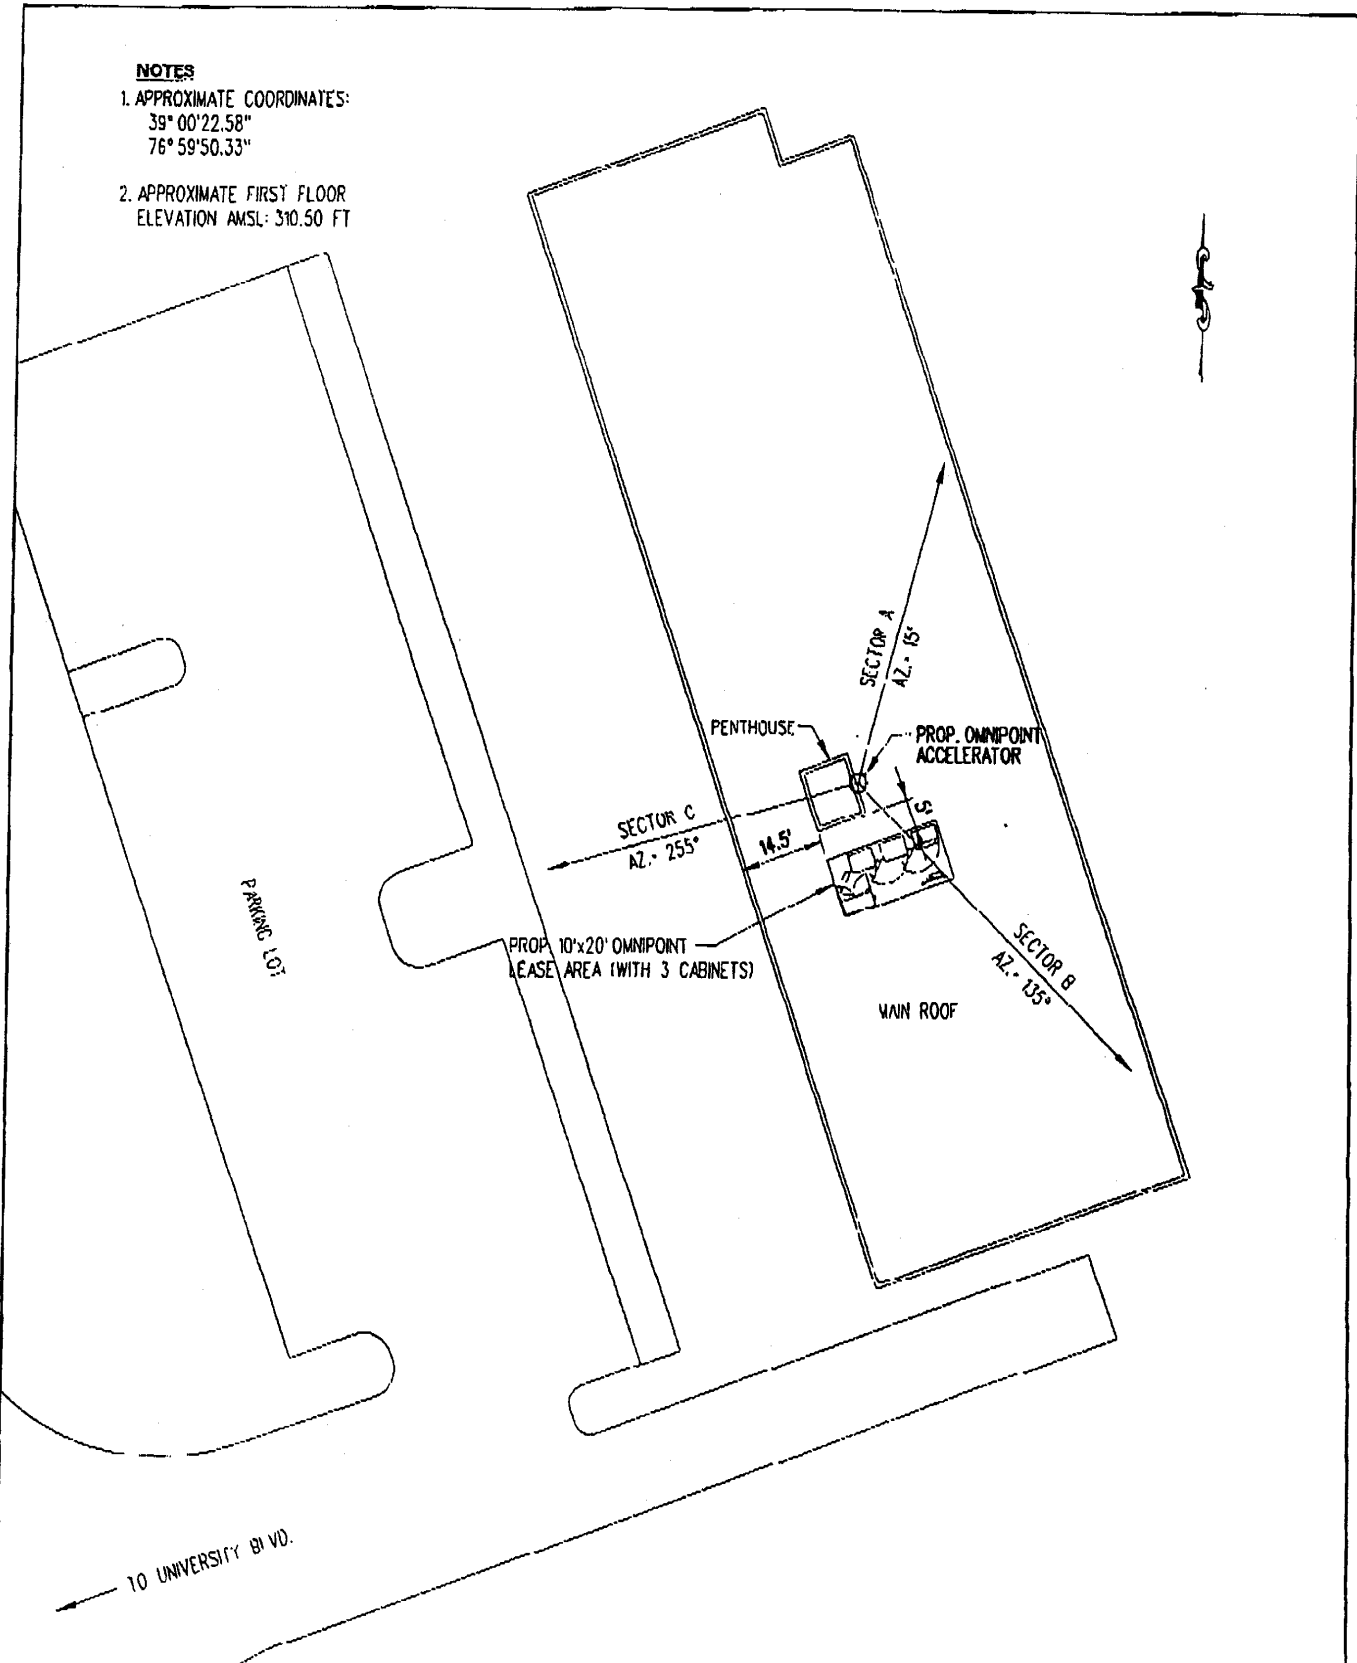 NOTES
1. APPROXIMATE COORDINATES:
39° 00'22.58"
76° 59'50.33"
2. APPROXIMATE FIRST FLOOR
ELEVATION AMSL: 310.50 FT
SECTOR A
AZ.= 15°
PENTHOUSE
PROP. OMNIPOINT
ACCELERATOR
SECTOR C
AZ.= 255°
14.5'
5'
PARKING LOT
PROP. 10'x20' OMNIPOINT
LEASE AREA (WITH 3 CABINETS)
SECTOR B
AZ.= 135°
MAIN ROOF
TO UNIVERSITY BLVD.